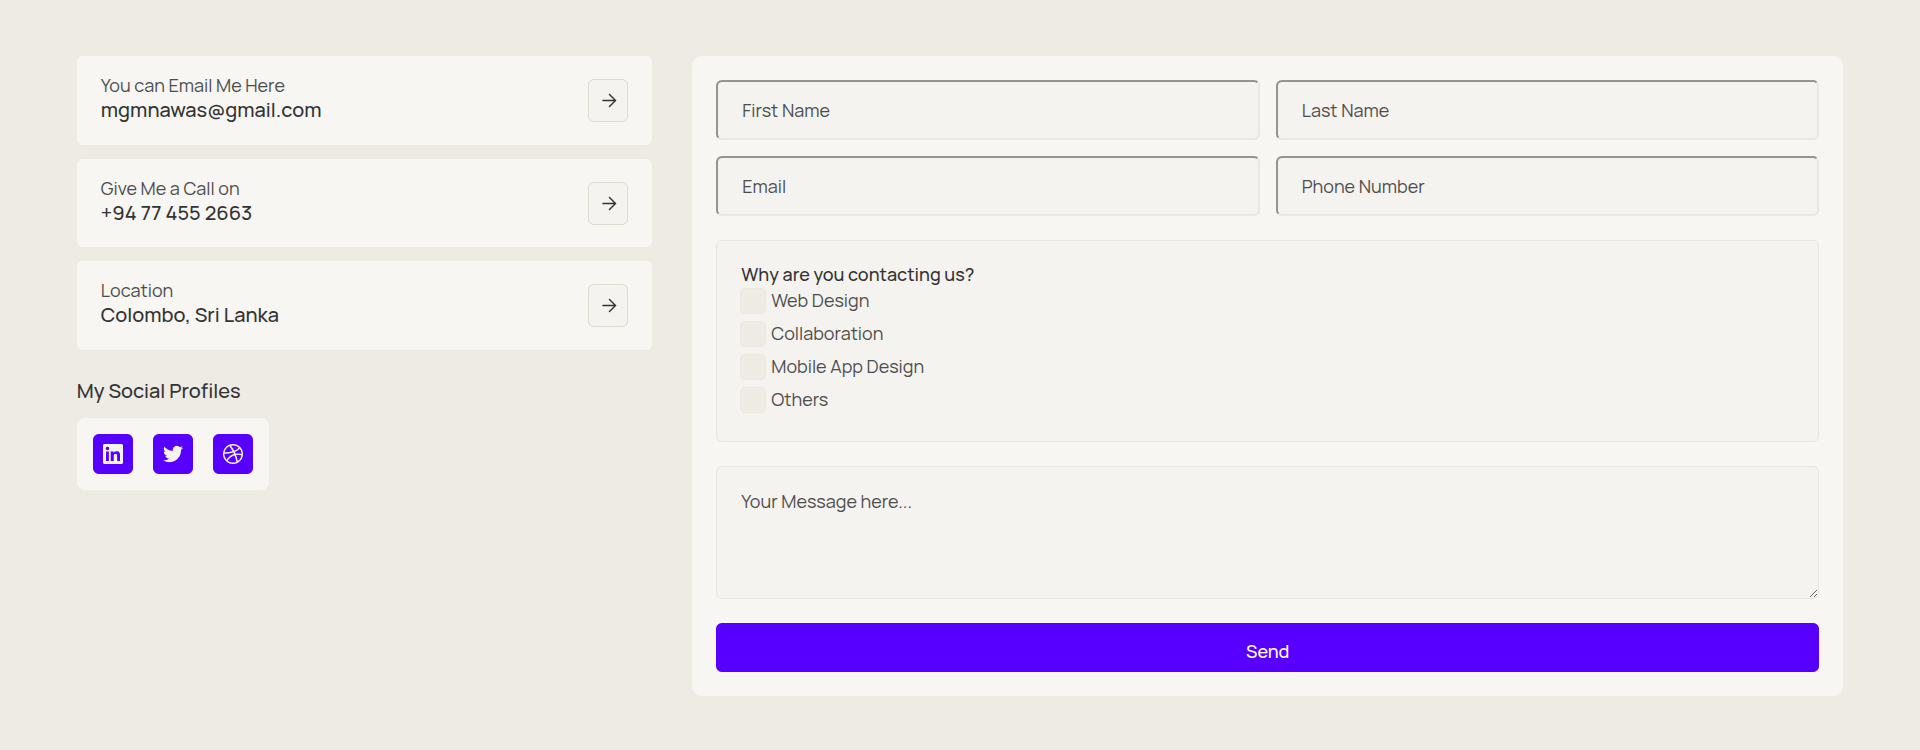 You can Email Me Here
mgmnawas@gmail.com
Give Me a Call on
+94 77 455 2663
Location
Colombo, Sri Lanka
My Social Profiles
in
First Name
Last Name
Email
Phone Number
Why are you contacting us?
Web Design
Collaboration
Mobile App Design
Others
Your Message here...
Send